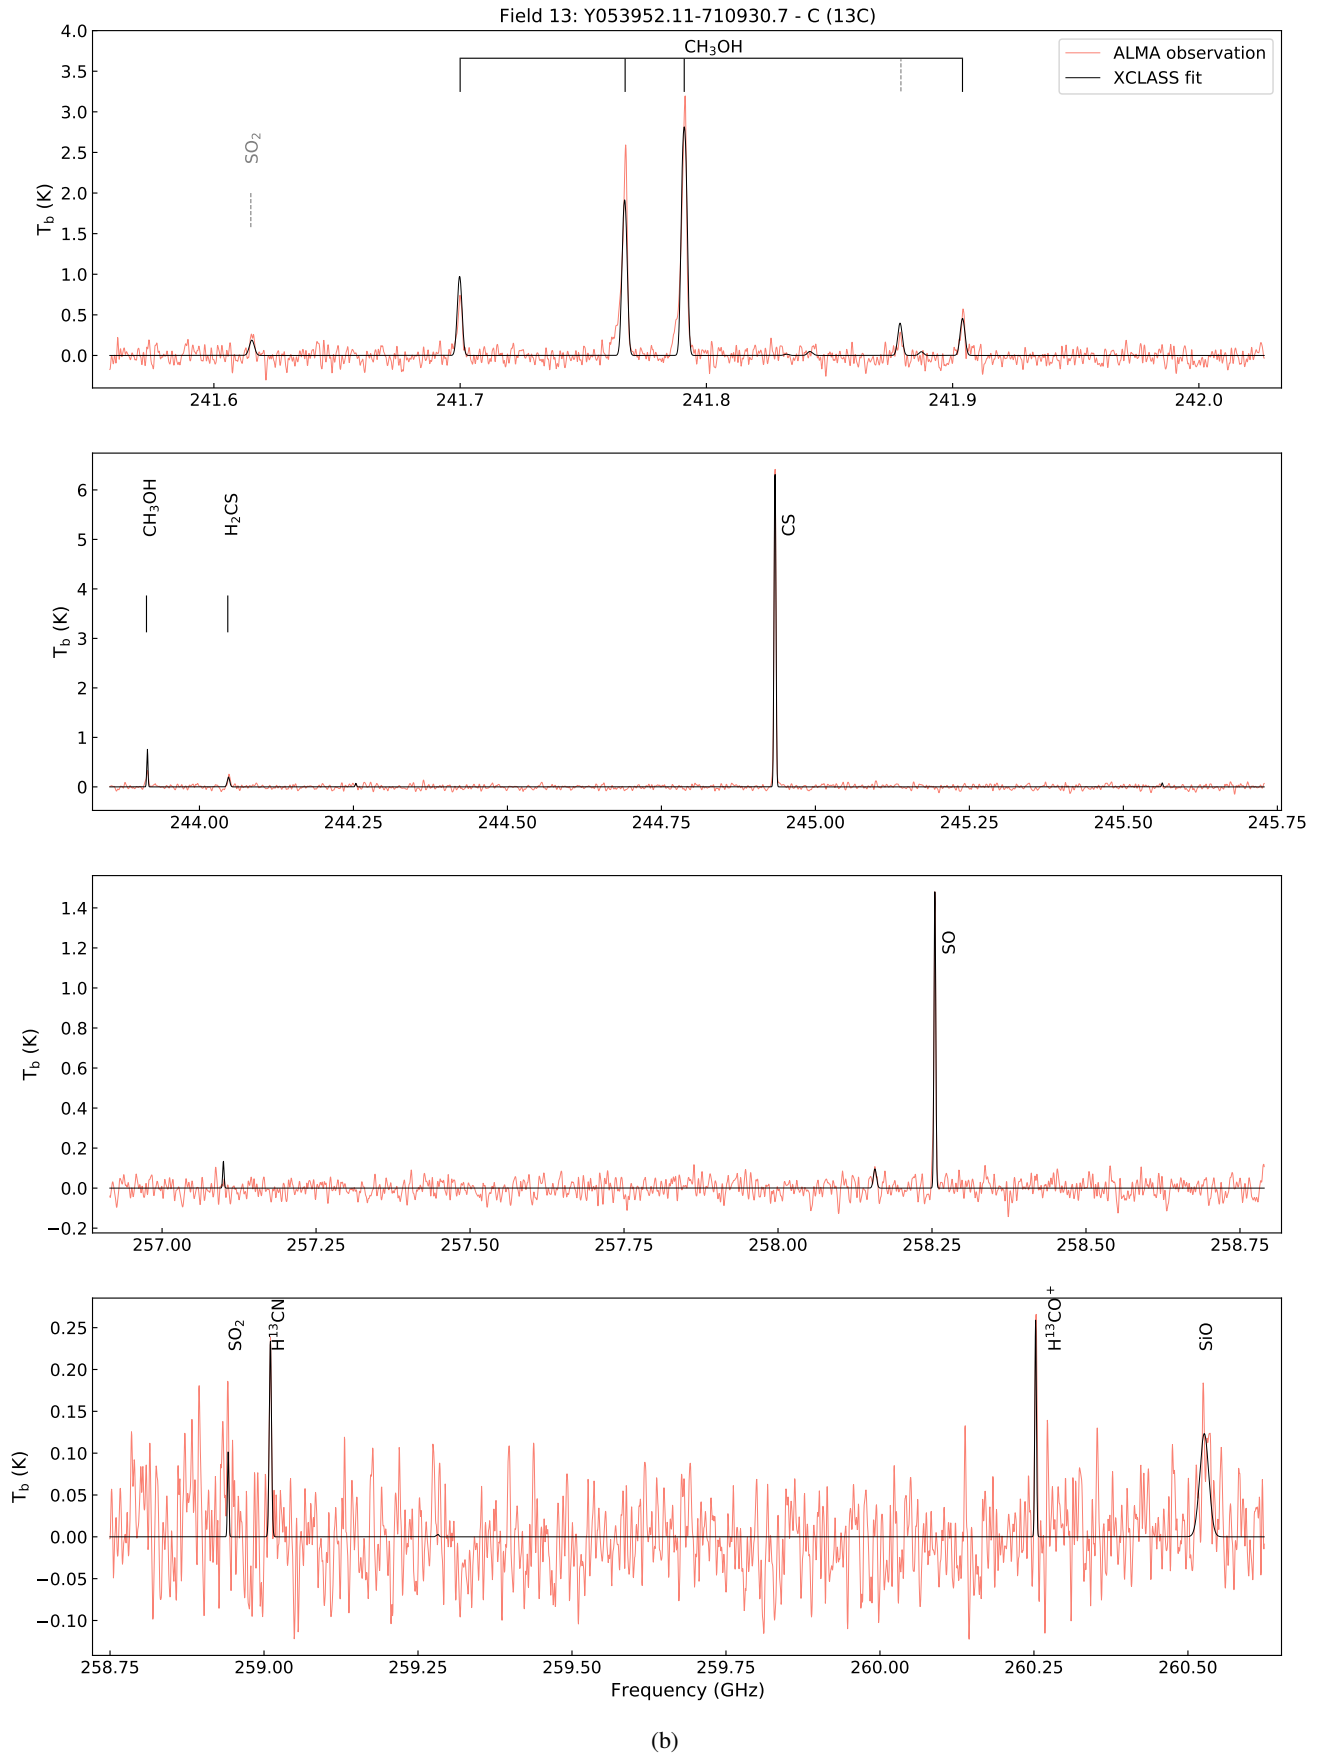 Field 13: Y053952.11-710930.7 - C (13C)
4.0
3.5
3.0
2.5
2.0
1.5
1.0
0.5
0.0
T_b (K)
SO₂
CH₃OH
ALMA observation
XCLASS fit
241.6 241.7 241.8 241.9 242.0
6
5
4
3
2
1
0
T_b (K)
CH₃OH
H₂CS
CS
244.00 244.25 244.50 244.75 245.00 245.25 245.50 245.75
1.4
1.2
1.0
0.8
0.6
0.4
0.2
0.0
−0.2
T_b (K)
SO
257.00 257.25 257.50 257.75 258.00 258.25 258.50 258.75
0.25
0.20
0.15
0.10
0.05
0.00
−0.05
−0.10
T_b (K)
SO₂
H¹³CN
H¹³CO⁺
SiO
258.75 259.00 259.25 259.50 259.75 260.00 260.25 260.50
Frequency (GHz)
(b)